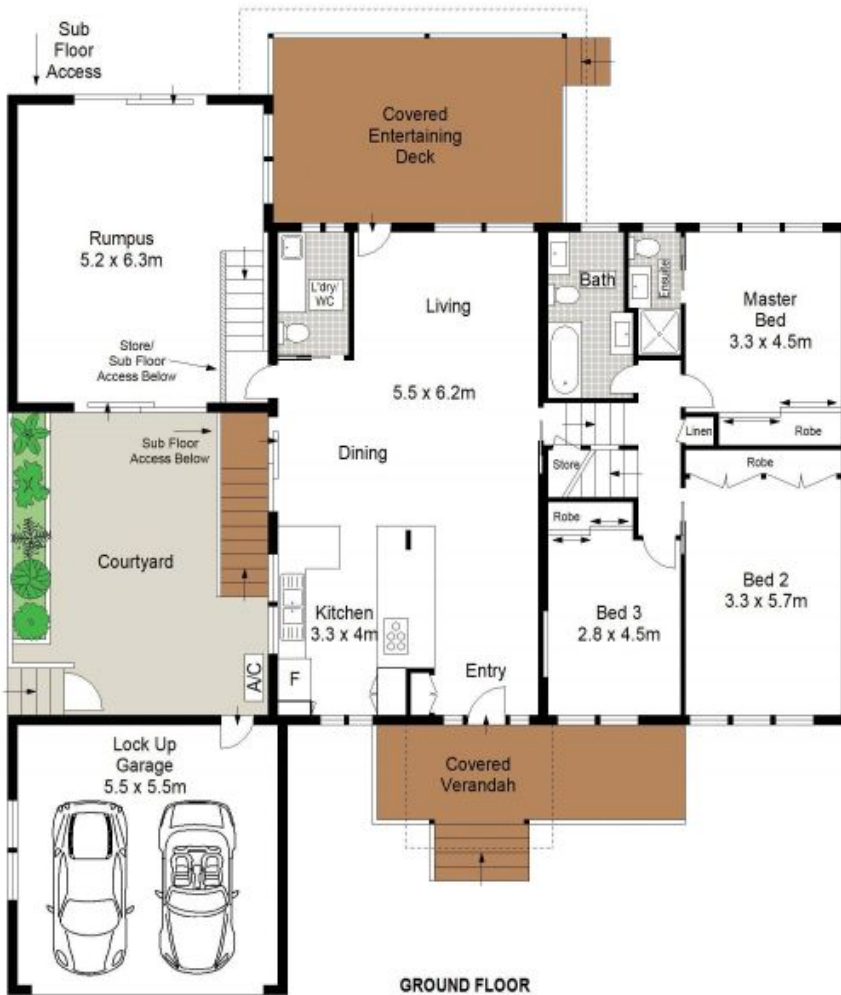 Sub
Floor
Access
Covered
Entertaining
Deck
Rumpus
5.2 x 6.3m
L'dry/
WC
Living
Bath
Ensuite
Master
Bed
3.3 x 4.5m
Store/
Sub Floor
Access Below
5.5 x 6.2m
Sub Floor
Access Below
Dining
Linen
Robe
Store
Robe
Robe
Courtyard
Kitchen
3.3 x 4m
Bed 3
2.8 x 4.5m
Bed 2
3.3 x 5.7m
A/C
F
Entry
Lock Up
Garage
5.5 x 5.5m
Covered
Verandah
GROUND FLOOR